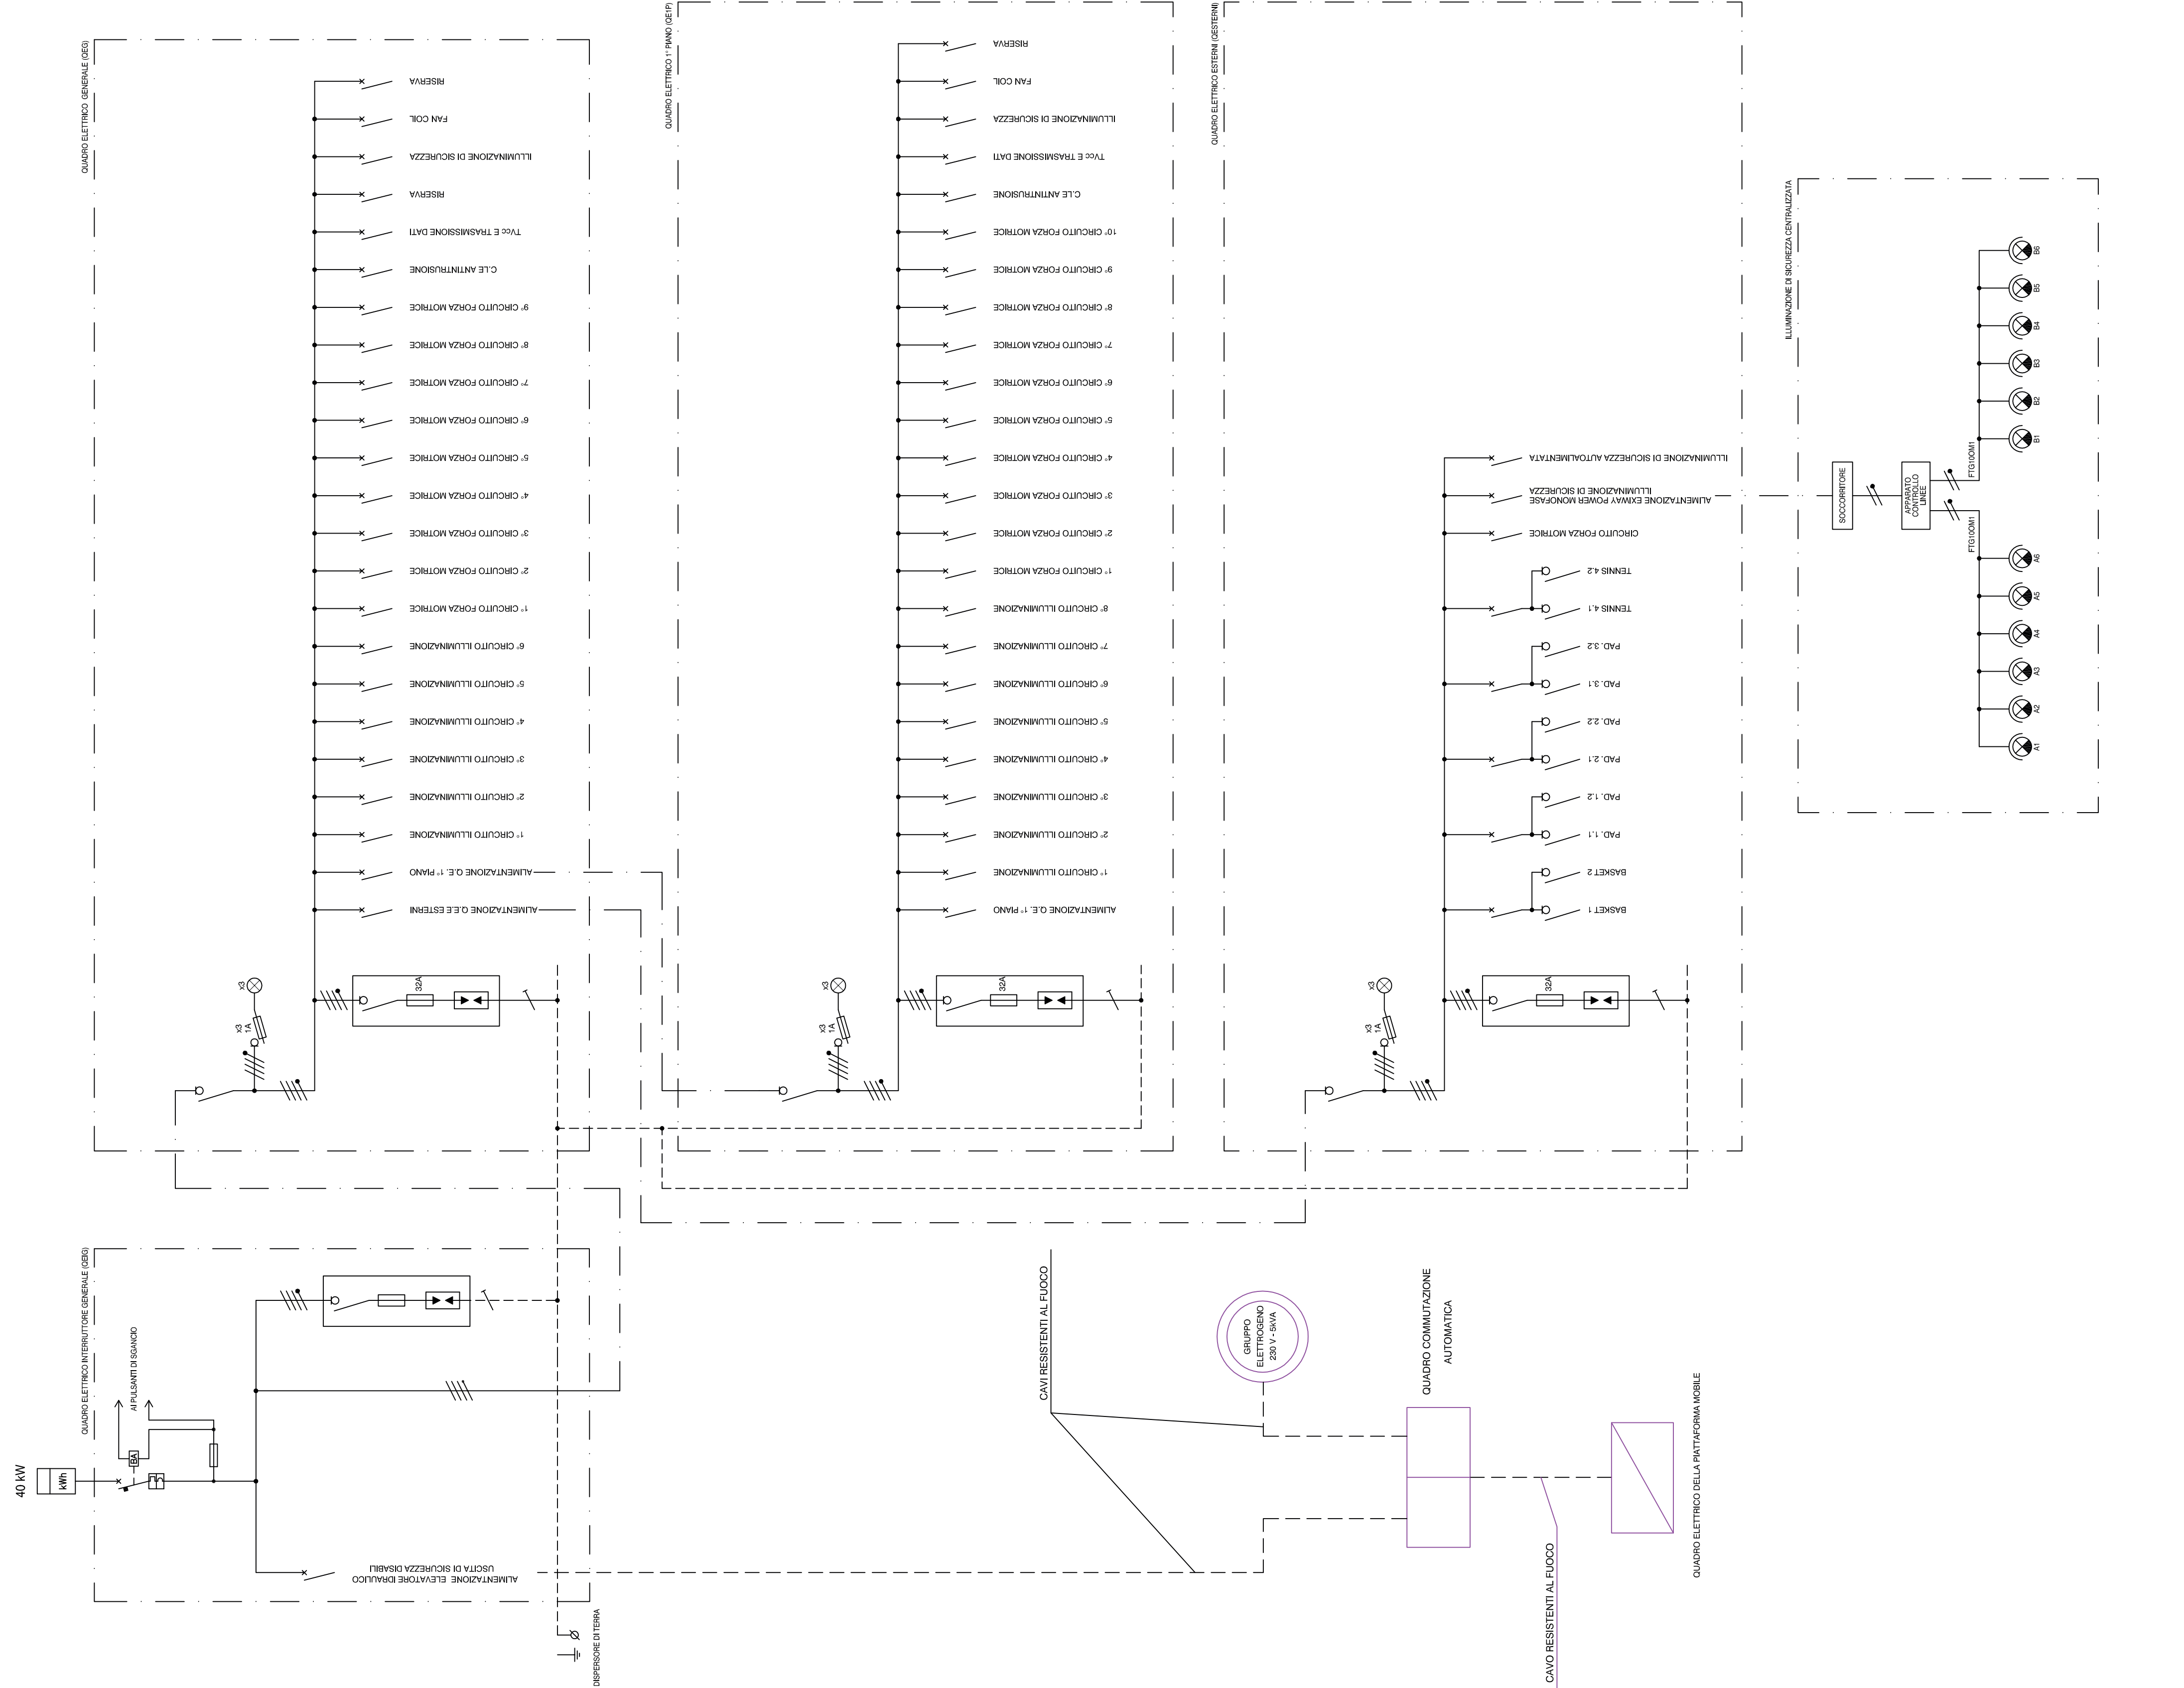 QUADRO ELETTRICO GENERALE (QEG)
RISERVA
FAN COIL
ILLUMINAZIONE DI SICUREZZA
RISERVA
TVcc E TRASMISSIONE DATI
C.LE ANTINTRUSIONE
9° CIRCUITO FORZA MOTRICE
8° CIRCUITO FORZA MOTRICE
7° CIRCUITO FORZA MOTRICE
6° CIRCUITO FORZA MOTRICE
5° CIRCUITO FORZA MOTRICE
4° CIRCUITO FORZA MOTRICE
3° CIRCUITO FORZA MOTRICE
2° CIRCUITO FORZA MOTRICE
1° CIRCUITO FORZA MOTRICE
6° CIRCUITO ILLUMINAZIONE
5° CIRCUITO ILLUMINAZIONE
4° CIRCUITO ILLUMINAZIONE
3° CIRCUITO ILLUMINAZIONE
2° CIRCUITO ILLUMINAZIONE
1° CIRCUITO ILLUMINAZIONE
ALIMENTAZIONE Q.E. 1° PIANO
ALIMENTAZIONE Q.E.E ESTERNI
x3
x3
1A
32A
QUADRO ELETTRICO 1° PIANO (QE1P)
RISERVA
FAN COIL
ILLUMINAZIONE DI SICUREZZA
TVcc E TRASMISSIONE DATI
C.LE ANTINTRUSIONE
10° CIRCUITO FORZA MOTRICE
9° CIRCUITO FORZA MOTRICE
8° CIRCUITO FORZA MOTRICE
7° CIRCUITO FORZA MOTRICE
6° CIRCUITO FORZA MOTRICE
5° CIRCUITO FORZA MOTRICE
4° CIRCUITO FORZA MOTRICE
3° CIRCUITO FORZA MOTRICE
2° CIRCUITO FORZA MOTRICE
1° CIRCUITO FORZA MOTRICE
8° CIRCUITO ILLUMINAZIONE
7° CIRCUITO ILLUMINAZIONE
6° CIRCUITO ILLUMINAZIONE
5° CIRCUITO ILLUMINAZIONE
4° CIRCUITO ILLUMINAZIONE
3° CIRCUITO ILLUMINAZIONE
2° CIRCUITO ILLUMINAZIONE
1° CIRCUITO ILLUMINAZIONE
ALIMENTAZIONE Q.E. 1° PIANO
x3
x3
1A
32A
QUADRO ELETTRICO ESTERNI (QESTERNI)
ILLUMINAZIONE DI SICUREZZA AUTOALIMENTATA
ALIMENTAZIONE EXIWAY POWER MONOFASE
ILLUMINAZIONE DI SICUREZZA
CIRCUITO FORZA MOTRICE
TENNIS 4.2
TENNIS 4.1
PAD. 3.2
PAD. 3.1
PAD. 2.2
PAD. 2.1
PAD. 1.2
PAD. 1.1
BASKET 2
BASKET 1
x3
x3
1A
32A
ILLUMINAZIONE DI SICUREZZA CENTRALIZZATA
SOCCORRITORE
APPARATO
CONTROLLO
LINEE
FTG10OM1
FTG10OM1
B6
B5
B4
B3
B2
B1
A6
A5
A4
A3
A2
A1
QUADRO ELETTRICO INTERRUTTORE GENERALE (QEIG)
AI PULSANTI DI SGANCIO
40 kW
kWh
BA
ALIMENTAZIONE ELEVATORE IDRAULICO
USCITA DI SICUREZZA DISABILI
DISPERSORE DI TERRA
CAVI RESISTENTI AL FUOCO
GRUPPO
ELETTROGENO
230 V - 5kVA
QUADRO COMMUTAZIONE
AUTOMATICA
CAVO RESISTENTI AL FUOCO
QUADRO ELETTRICO DELLA PIATTAFORMA MOBILE